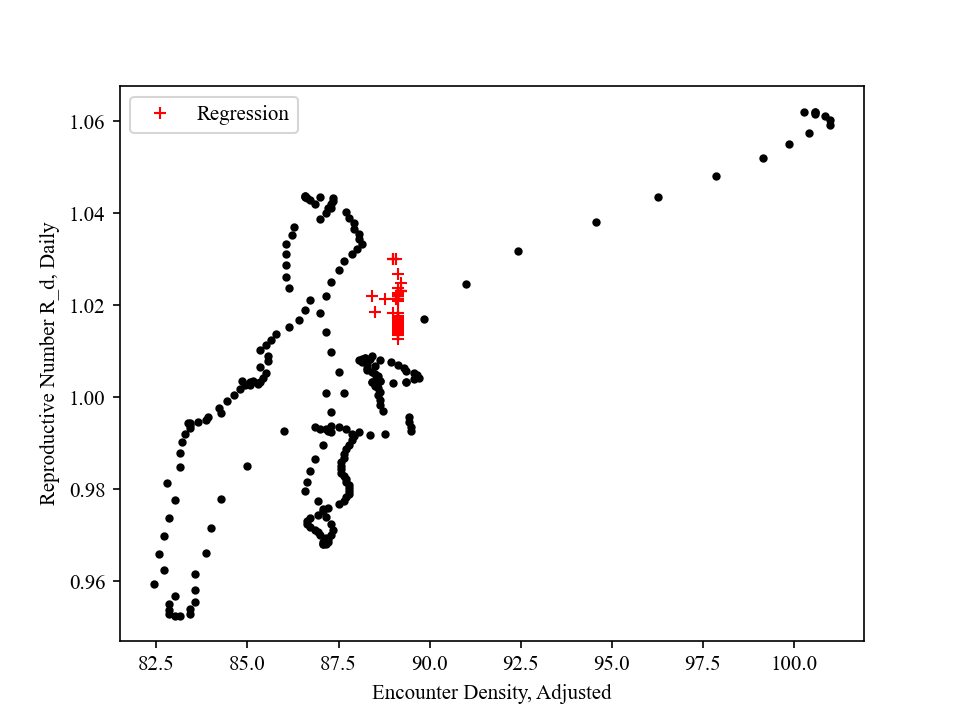 Regression
1.06
1.04
1.02
1.00
0.98
0.96
Reproductive Number R_d, Daily
82.5 85.0 87.5 90.0 92.5 95.0 97.5 100.0
Encounter Density, Adjusted